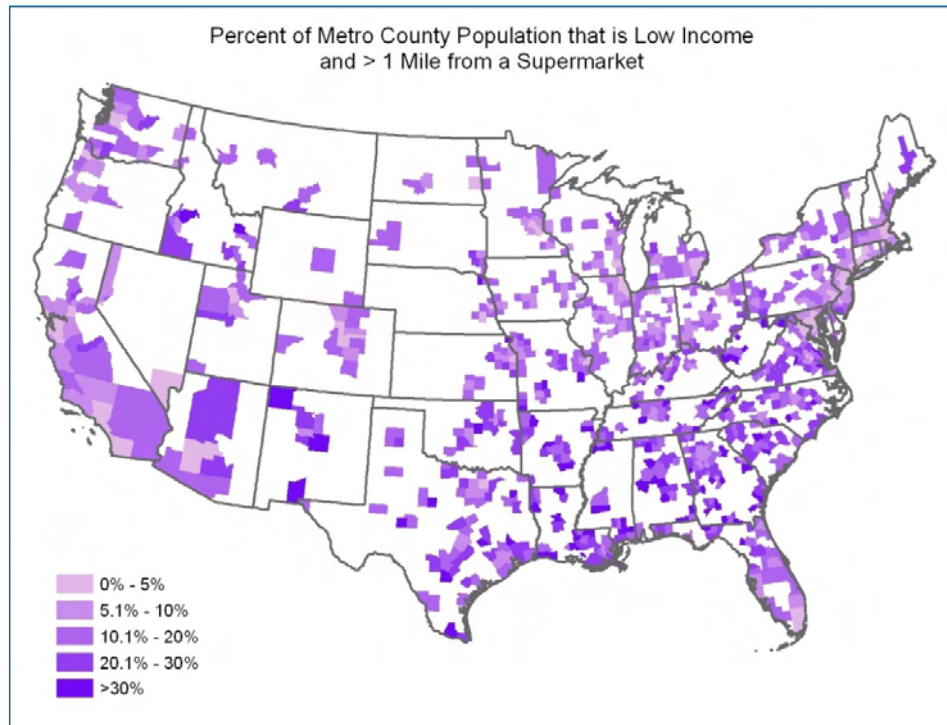 Percent of Metro County Population that is Low Income
and > 1 Mile from a Supermarket
0% - 5%
5.1% - 10%
10.1% - 20%
20.1% - 30%
>30%